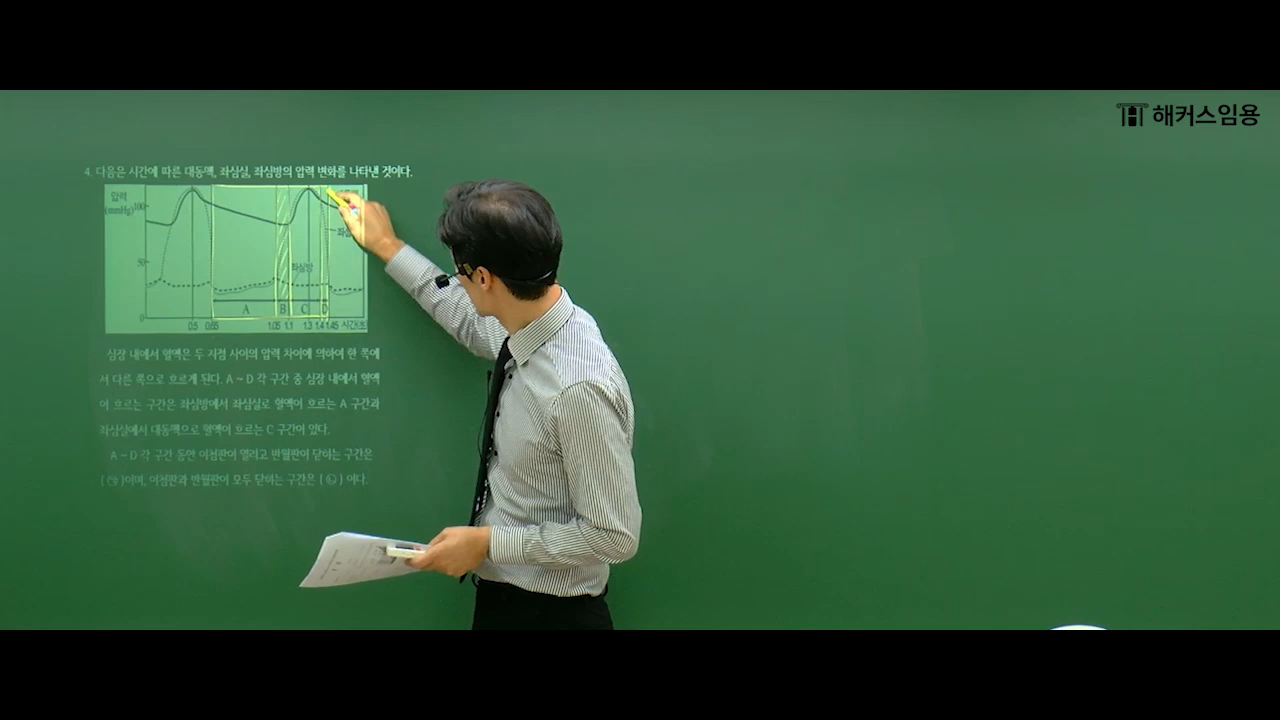 해커스임용
4. 다음은 시간에 따른 대동맥, 좌심실, 좌심방의 압력 변화를 나타낸 것이다.
압력
(mmHg)
100
좌심
좌심방
50
A B C D
0
0.5 0.65 1.05 1.1 1.3 1.4 1.45 시간(초)
심장 내에서 혈액은 두 지점 사이의 압력 차이에 의하여 한 쪽에
서 다른 쪽으로 흐르게 된다. A ~ D 각 구간 중 심장 내에서 혈액
이 흐르는 구간은 좌심방에서 좌심실로 혈액이 흐르는 A 구간과
좌심실에서 대동맥으로 혈액이 흐르는 C 구간이 있다.
A ~ D 각 구간 동안 이첨판이 열리고 반월판이 닫히는 구간은
( ㉠ )이며, 이첨판과 반월판이 모두 닫히는 구간은 ( ㉡ ) 이다.